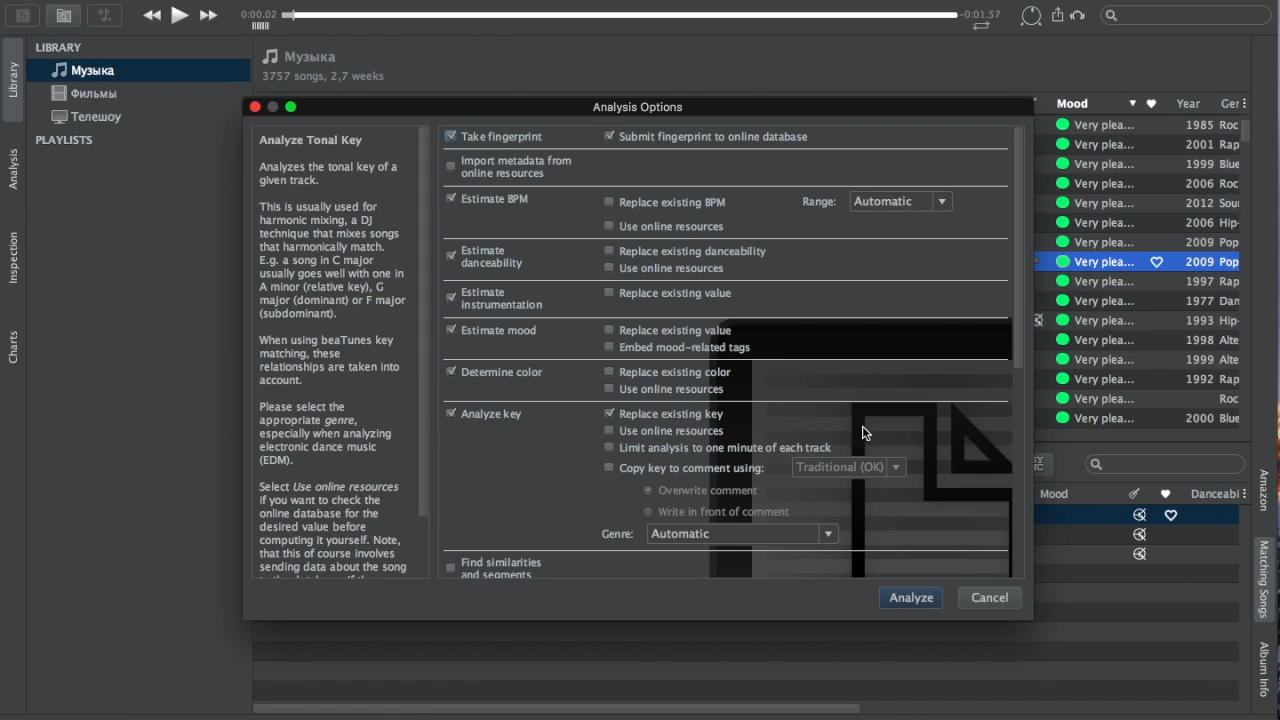 0:00.02
-0:01.57
LIBRARY
Музыка
Фильмы
Телешоу
PLAYLISTS
Library
Analysis
Inspection
Charts
Музыка
3757 songs, 2,7 weeks
Analysis Options
Analyze Tonal Key
Analyzes the tonal key of a
given track.
This is usually used for
harmonic mixing, a DJ
technique that mixes songs
that harmonically match.
E.g. a song in C major
usually goes well with one in
A minor (relative key), G
major (dominant) or F major
(subdominant).
When using beaTunes key
matching, these
relationships are taken into
account.
Please select the
appropriate genre,
especially when analyzing
electronic dance music
(EDM).
Select Use online resources
if you want to check the
online database for the
desired value before
computing it yourself. Note,
that this of course involves
sending data about the song
Take fingerprint Submit fingerprint to online database
Import metadata from
online resources
Estimate BPM Replace existing BPM Range: Automatic
Use online resources
Estimate
danceability
Replace existing danceability
Use online resources
Estimate
instrumentation
Replace existing value
Estimate mood Replace existing value
Embed mood-related tags
Determine color Replace existing color
Use online resources
Analyze key Replace existing key
Use online resources
Limit analysis to one minute of each track
Copy key to comment using: Traditional (OK)
Overwrite comment
Write in front of comment
Genre: Automatic
Find similarities
and segments
Analyze Cancel
Mood Year Ger
Very plea... 1985 Roc
Very plea... 2001 Rap
Very plea... 1999 Blue
Very plea... 2006 Roc
Very plea... 2012 Sou
Very plea... 2006 Hip-
Very plea... 2009 Pop
Very plea... 2009 Pop
Very plea... 1997 Rap
Very plea... 1977 Dan
Very plea... 1993 Hip-
Very plea... 1998 Alte
Very plea... 1999 Alte
Very plea... 1992 Rap
Very plea... Roc
Very plea... 2000 Blue
Mood Danceabi
Amazon
Matching Songs
Album Info